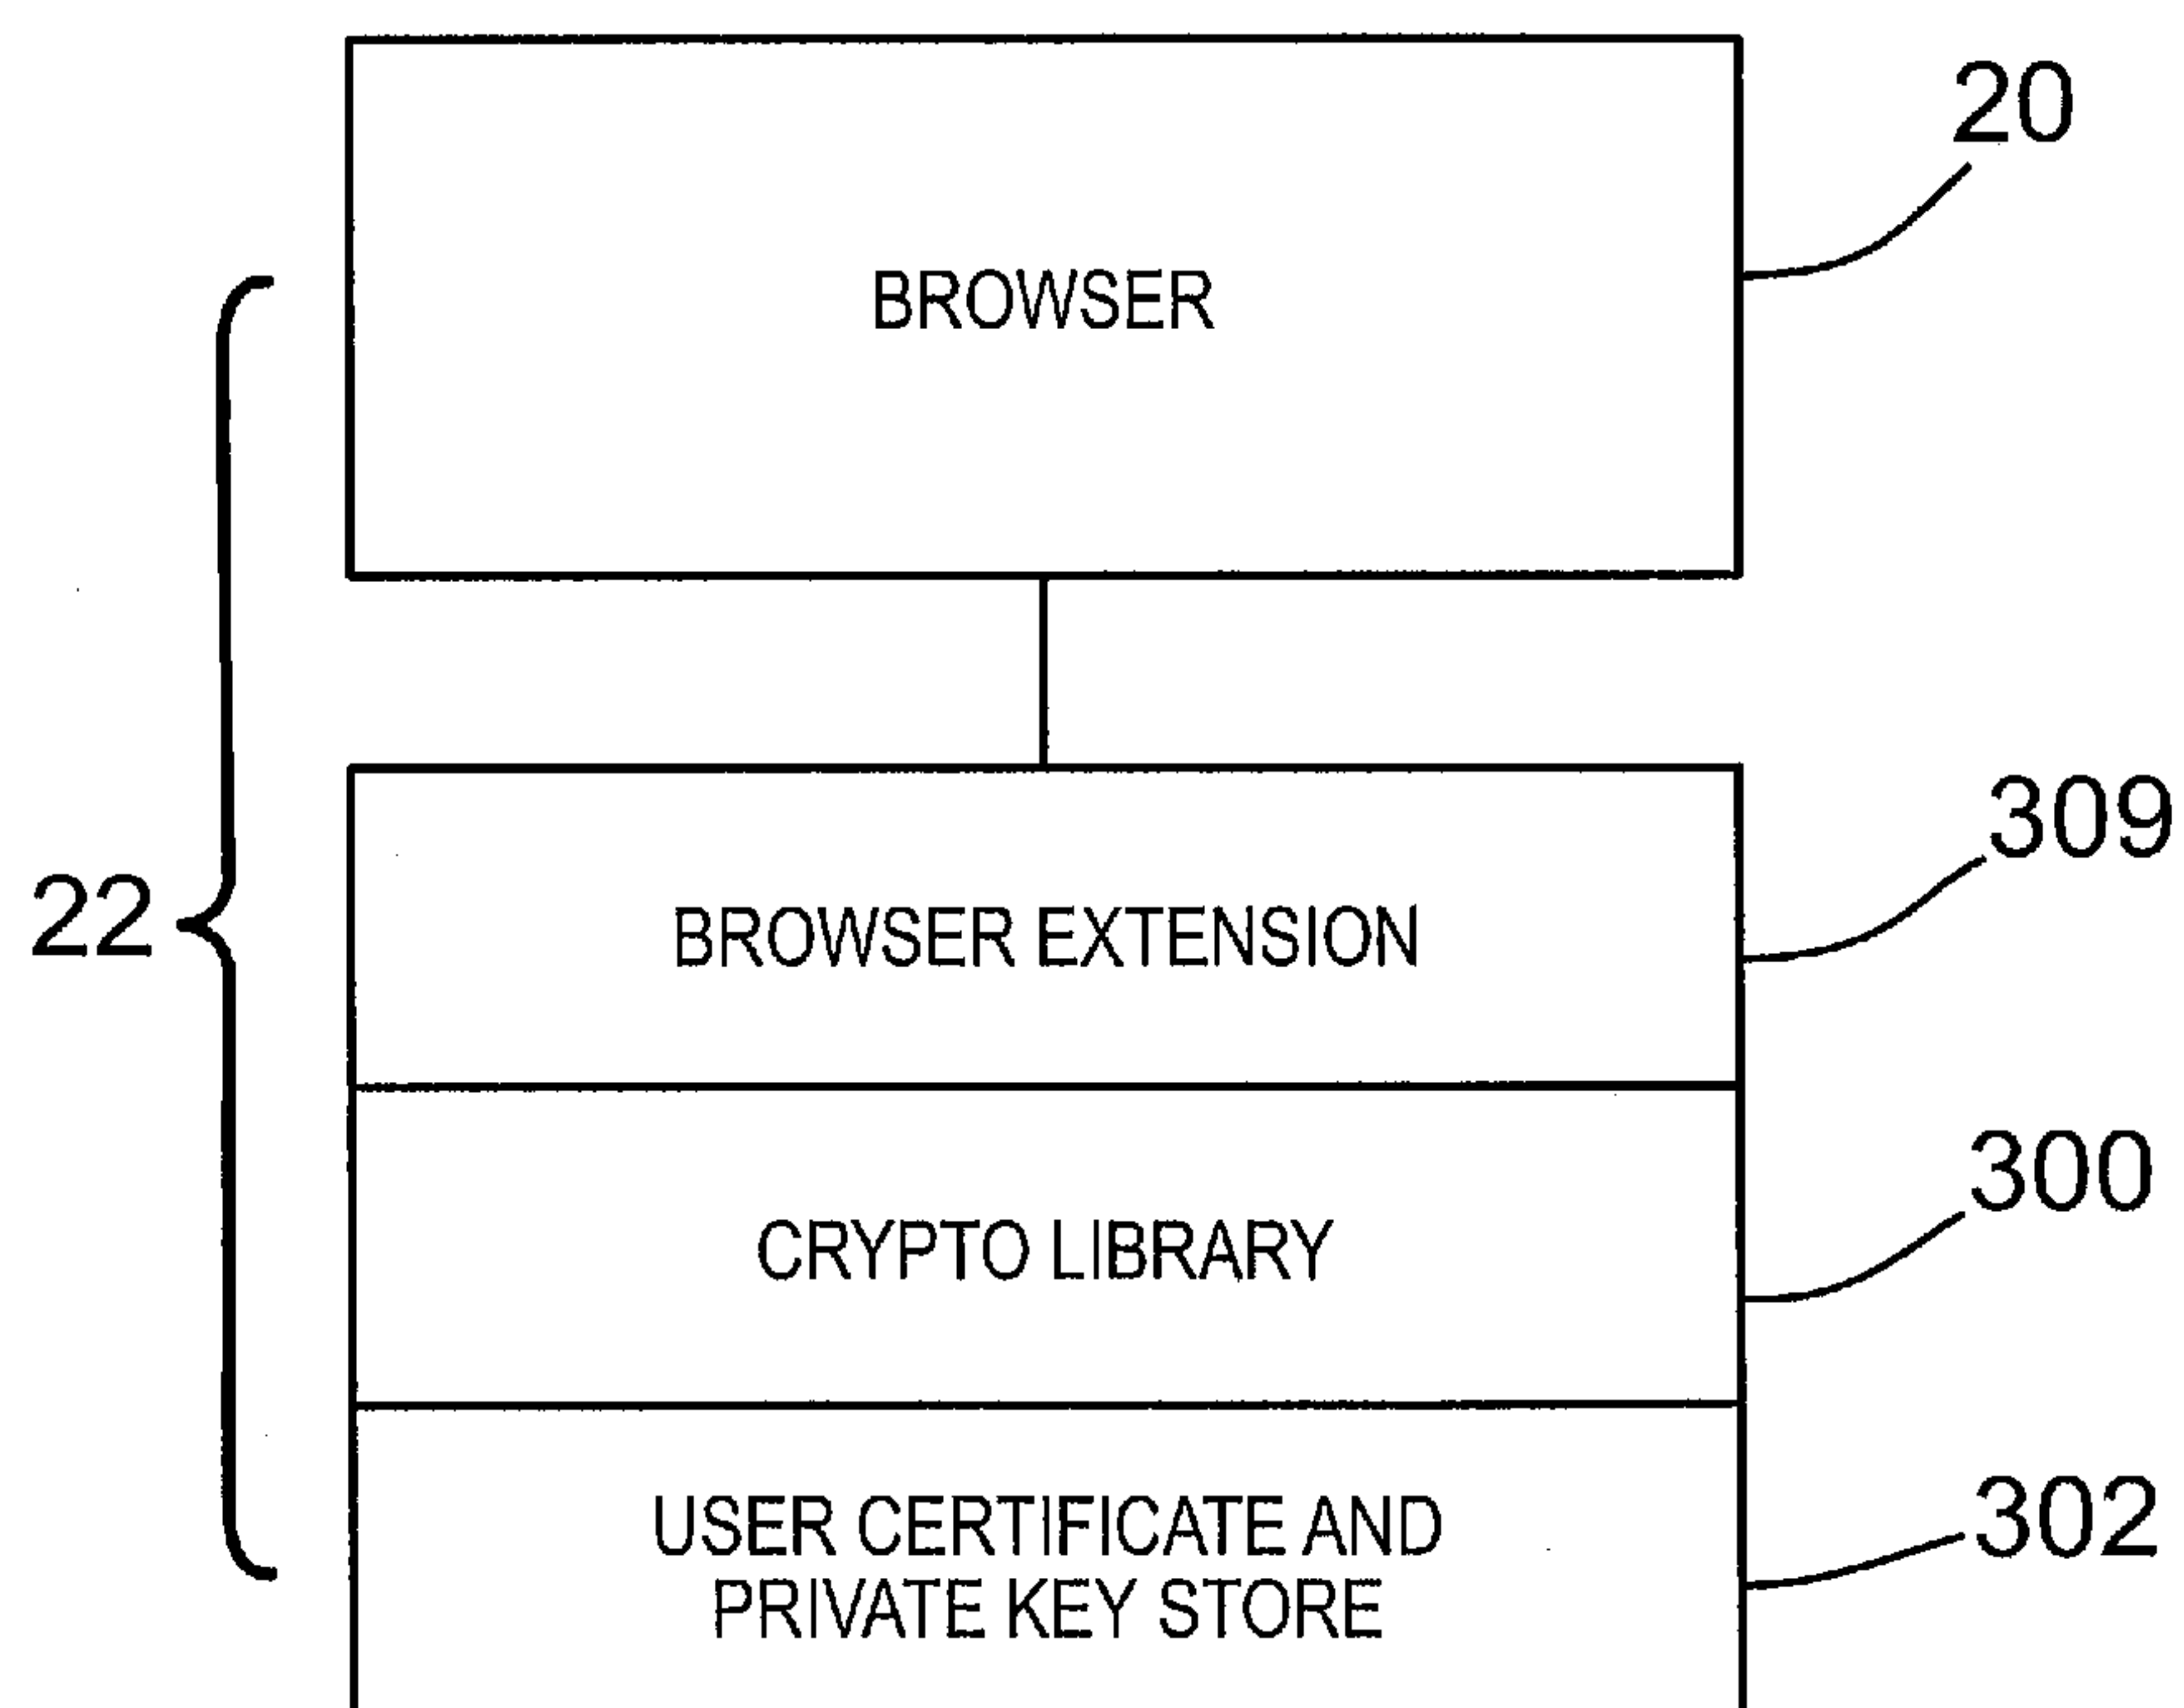 20
BROWSER
309
22
BROWSER EXTENSION
300
CRYPTO LIBRARY
302
USER CERTIFICATE AND
PRIVATE KEY STORE